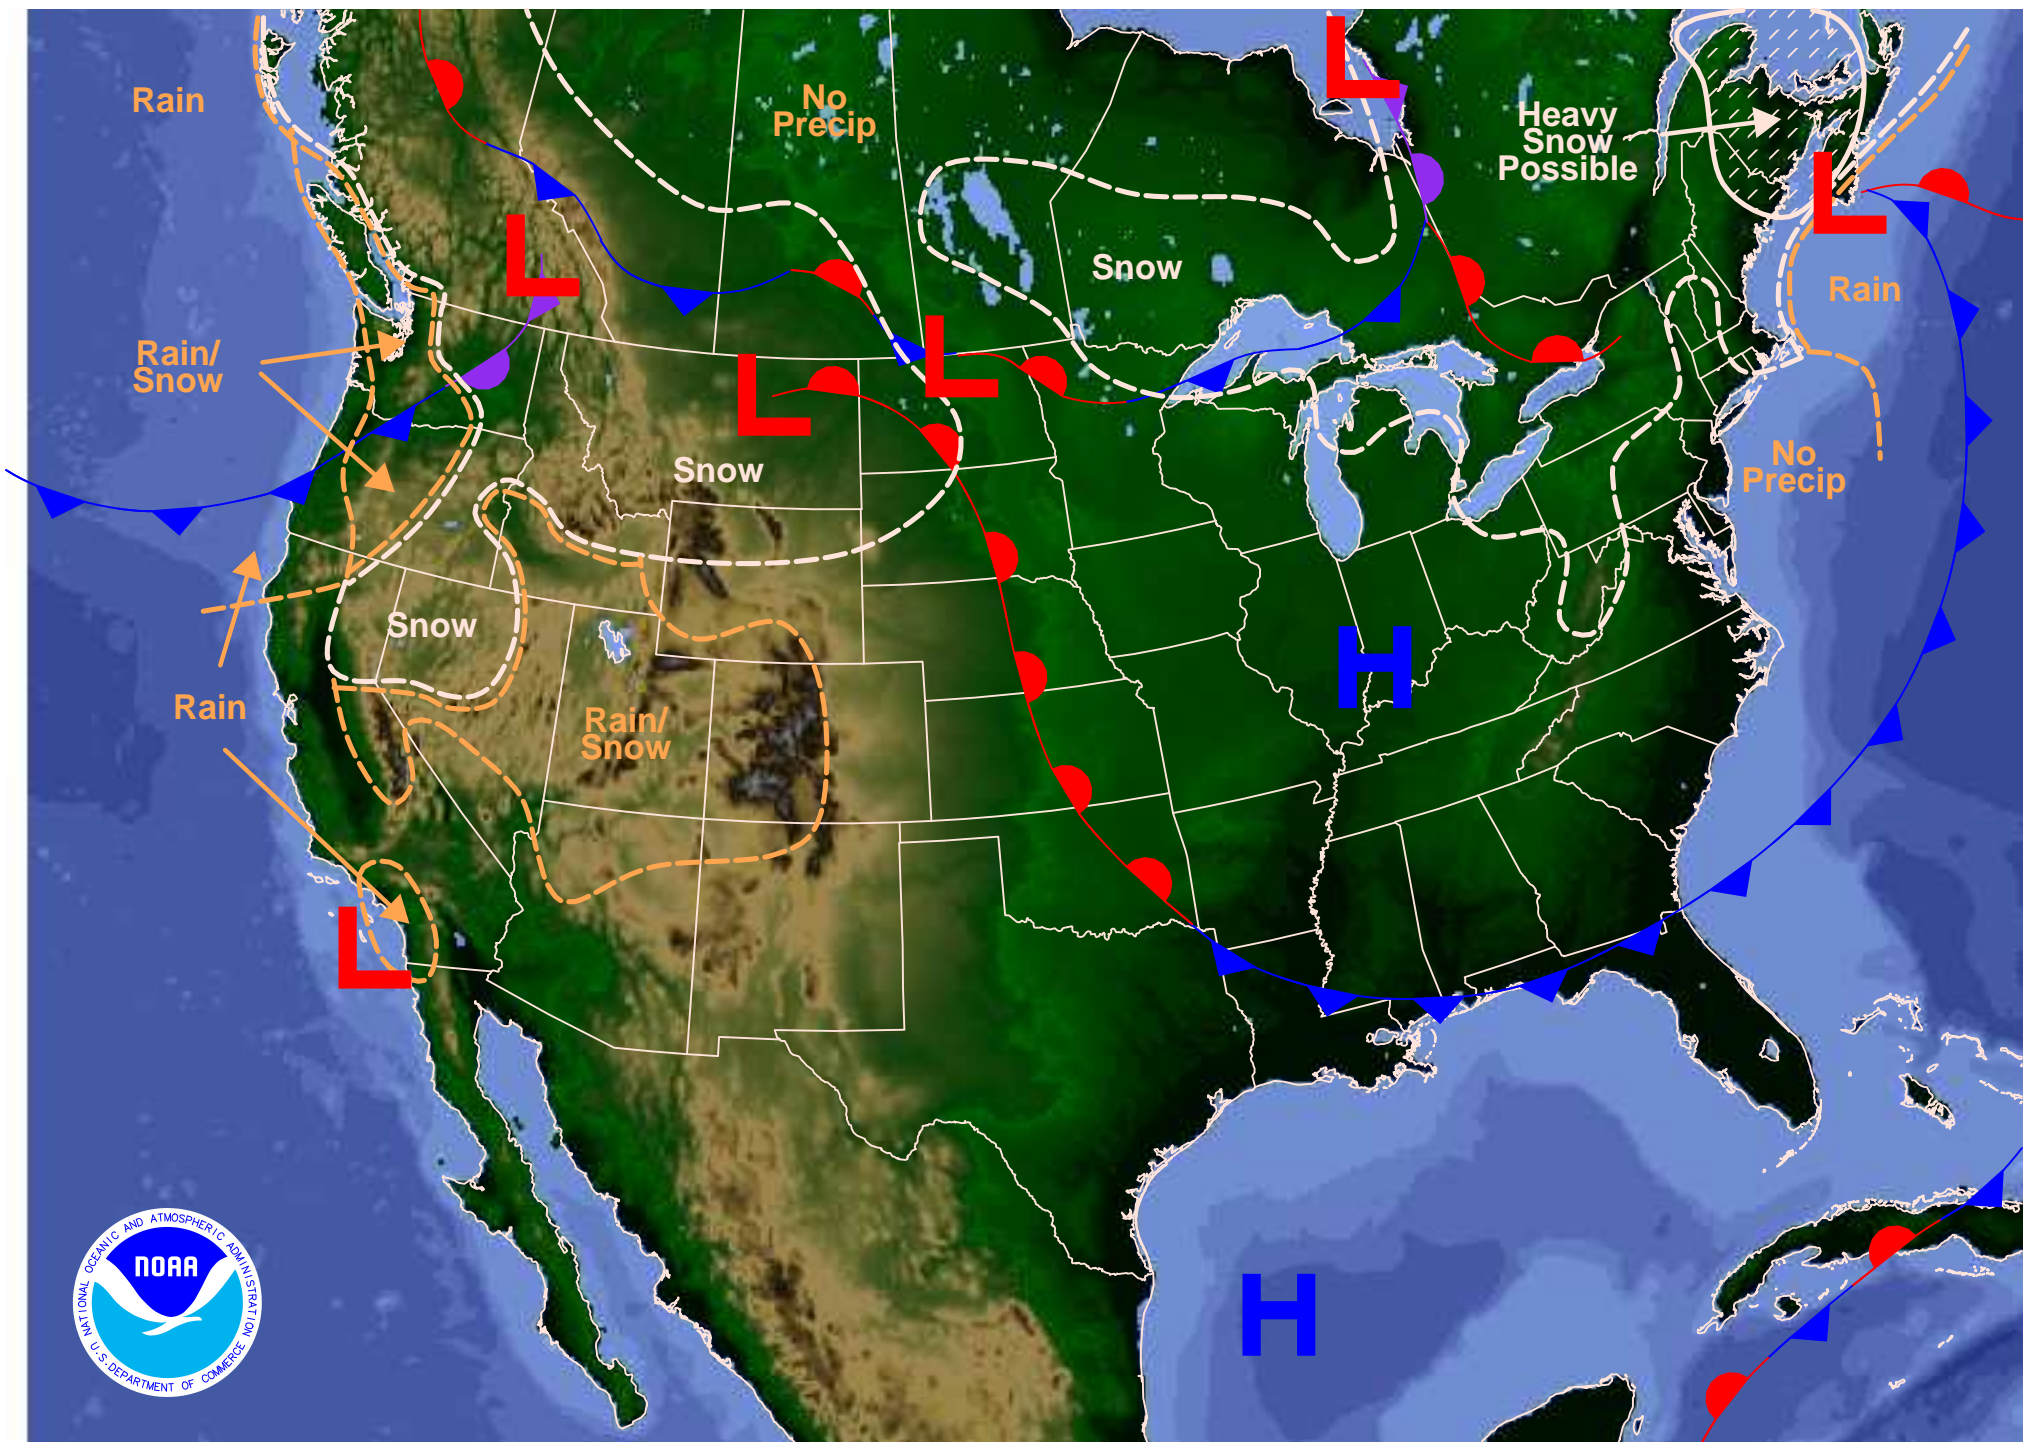 Rain
No
Precip
Heavy
Snow
Possible
L
L
L
Snow
Rain
L
L
Rain/
Snow
Snow
No
Precip
Snow
H
Rain
Rain/
Snow
L
H
NATIONAL OCEANIC AND ATMOSPHERIC ADMINISTRATION
NOAA
U.S. DEPARTMENT OF COMMERCE